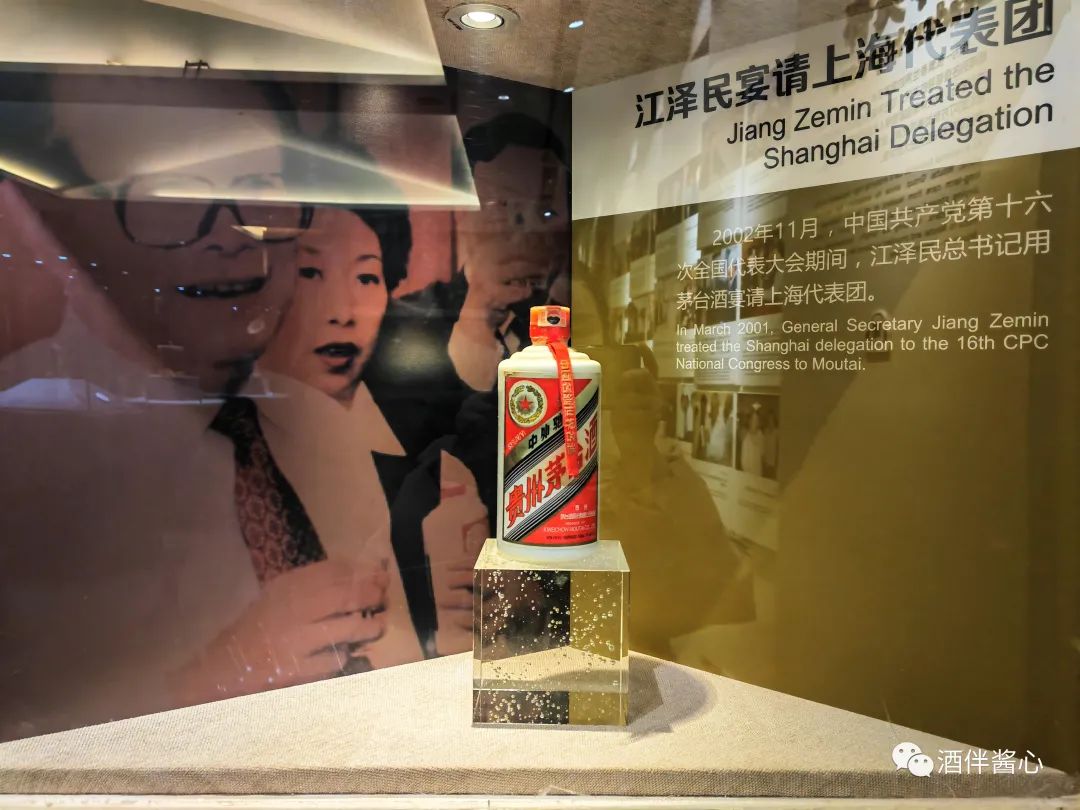 江泽民宴请上海代表团
Jiang Zemin Treated the
Shanghai Delegation
2002年11月，中国共产党第十六
次全国代表大会期间，江泽民总书记用
茅台酒宴请上海代表团。
In March 2001, General Secretary Jiang Zemin
treated the Shanghai delegation to the 16th CPC
National Congress to Moutai.
贵州茅台酒
酒伴酱心